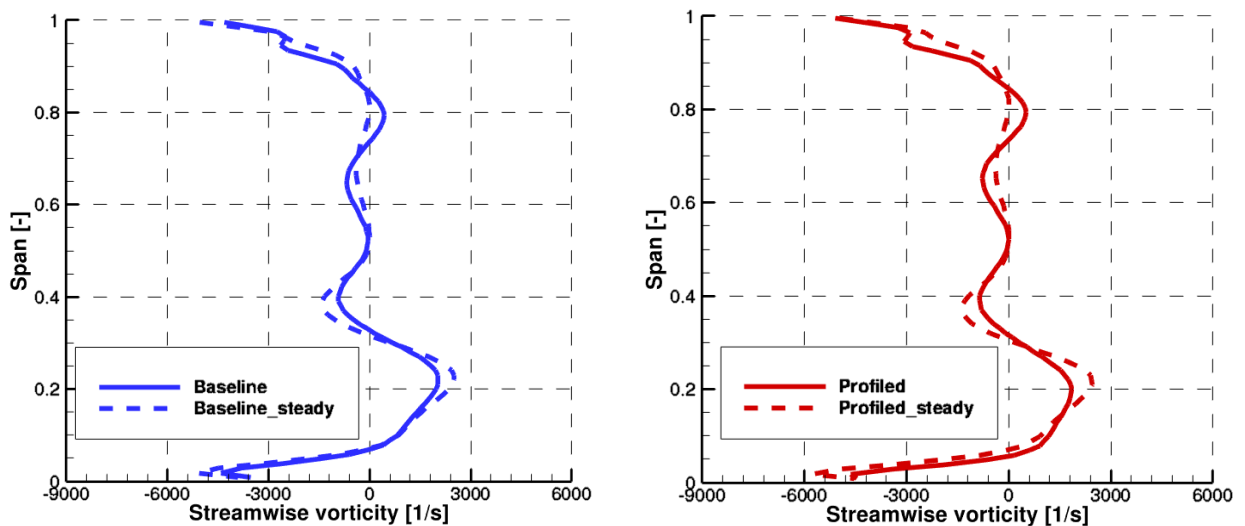 1
0.8
0.6
0.4
0.2
0
Span [-]
Baseline
Baseline_steady
-9000 -6000 -3000 0 3000 6000
Streamwise vorticity [1/s]
1
0.8
0.6
0.4
0.2
0
Span [-]
Profiled
Profiled_steady
-9000 -6000 -3000 0 3000 6000
Streamwise vorticity [1/s]